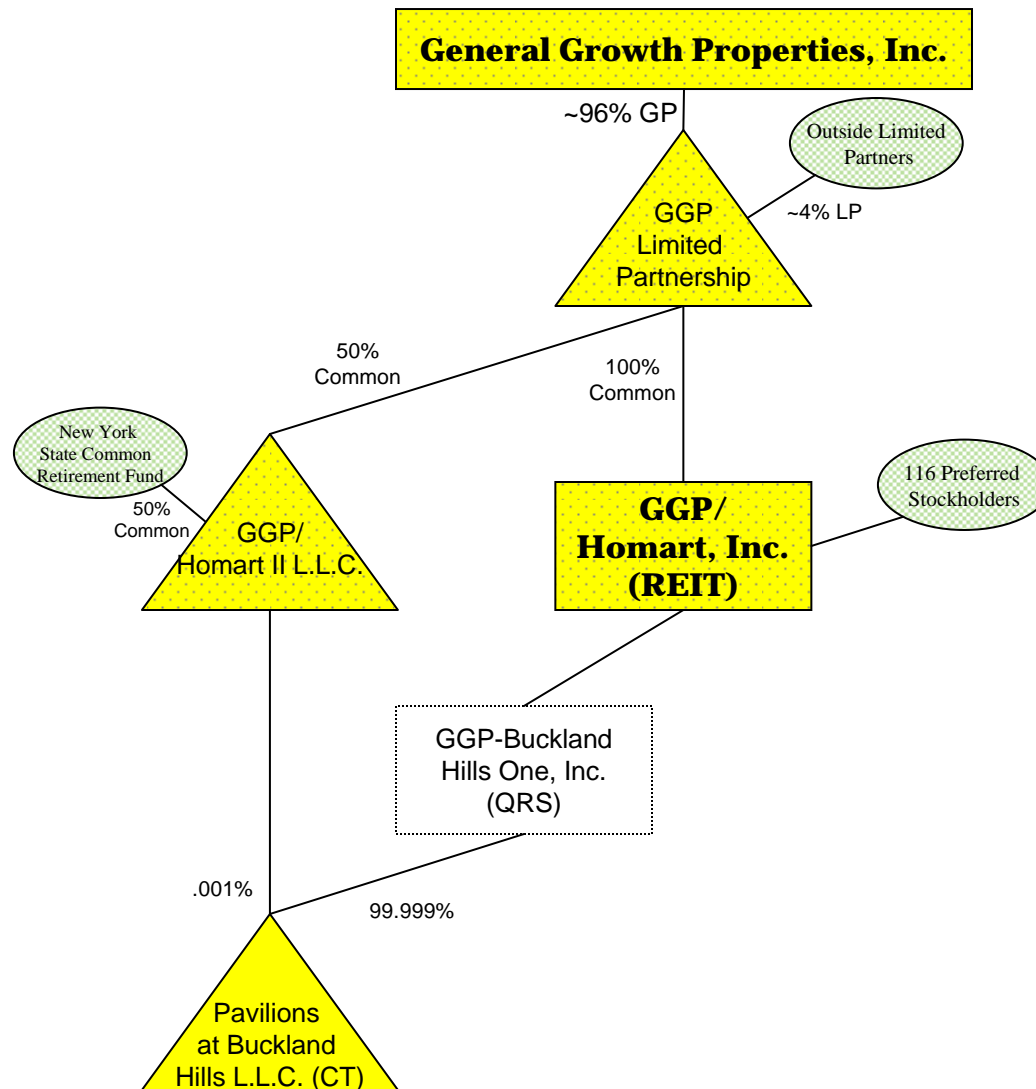 General Growth Properties, Inc.
~96% GP
Outside Limited
Partners
~4% LP
GGP
Limited
Partnership
50%
Common
100%
Common
New York
State Common
Retirement Fund
50%
Common
GGP/
Homart II L.L.C.
GGP/
Homart, Inc.
(REIT)
116 Preferred
Stockholders
GGP-Buckland
Hills One, Inc.
(QRS)
.001%
99.999%
Pavilions
at Buckland
Hills L.L.C. (CT)